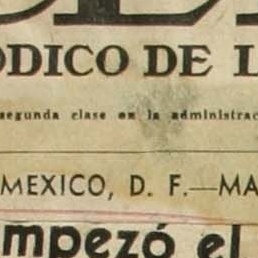 ODICO DE L
segunda clase en la administrac
MEXICO, D. F.—MA
mpezó el